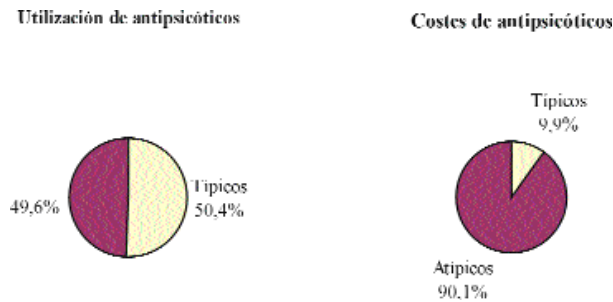 Utilización de antipsicóticos
Costes de antipsicóticos
Típicos
50,4%
49,6%
Típicos
9,9%
Atípicos
90,1%